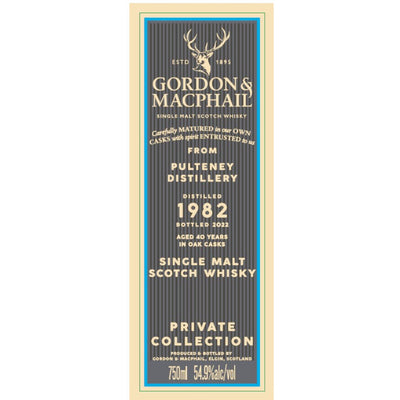 ESTD 1895
GORDON &
MACPHAIL
SINGLE MALT SCOTCH WHISKY
Carefully MATURED in our OWN
CASKS with spirit ENTRUSTED to us
FROM
PULTENEY
DISTILLERY
DISTILLED
1982
BOTTLED 2022
AGED 40 YEARS
IN OAK CASKS
SINGLE MALT
SCOTCH WHISKY
PRIVATE
COLLECTION
PRODUCED & BOTTLED BY
GORDON & MACPHAIL, ELGIN, SCOTLAND
750ml 54.9%alc/vol